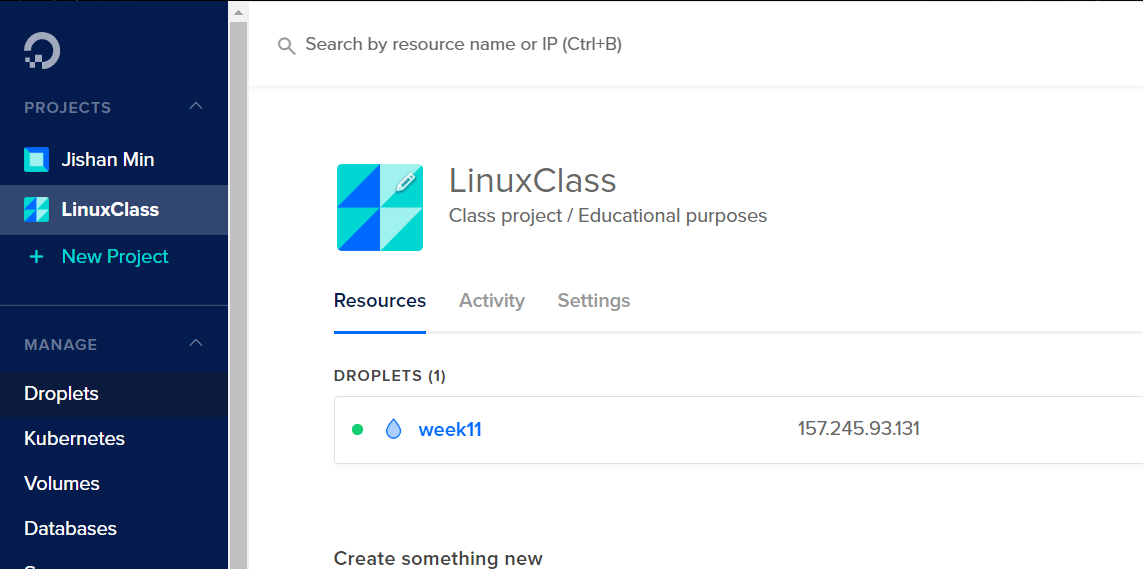 Search by resource name or IP (Ctrl+B)
PROJECTS
Jishan Min
LinuxClass
+ New Project
MANAGE
Droplets
Kubernetes
Volumes
Databases
LinuxClass
Class project / Educational purposes
Resources Activity Settings
DROPLETS (1)
week11 157.245.93.131
Create something new